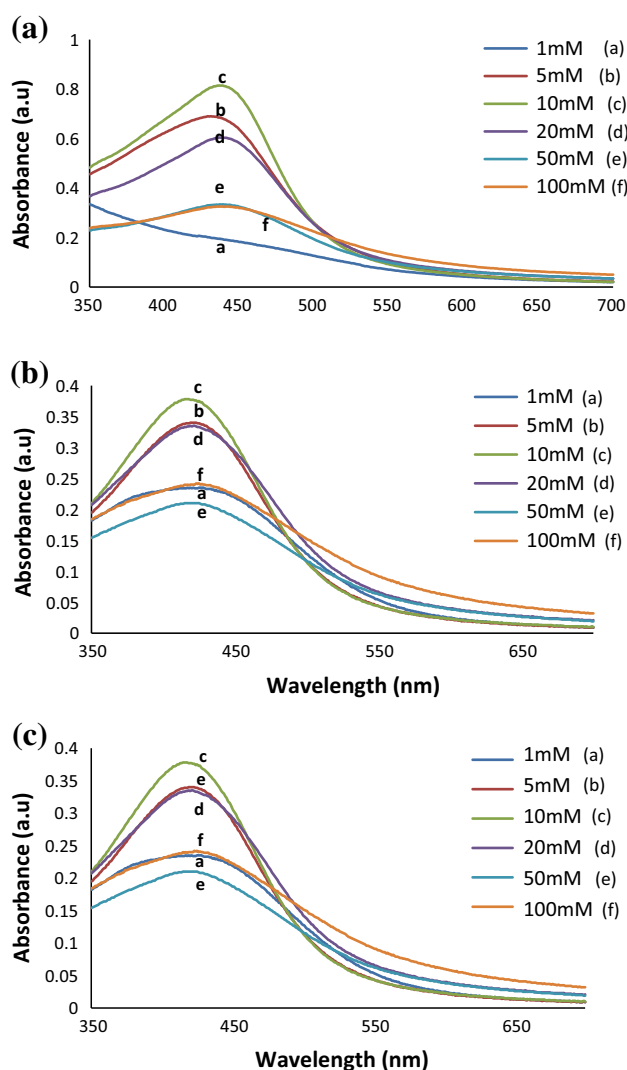 (a)
Absorbance (a.u)
1
0.8
0.6
0.4
0.2
0
350 400 450 500 550 600 650 700
c
b
d
e
f
a
1mM (a)
5mM (b)
10mM (c)
20mM (d)
50mM (e)
100mM (f)
(b)
Absorbance (a.u)
0.4
0.35
0.3
0.25
0.2
0.15
0.1
0.05
0
350 450 550 650
Wavelength (nm)
c
b
d
f
a
e
1mM (a)
5mM (b)
10mM (c)
20mM (d)
50mM (e)
100mM (f)
(c)
Absorbance (a.u)
0.4
0.35
0.3
0.25
0.2
0.15
0.1
0.05
0
350 450 550 650
Wavelength (nm)
c
e
d
f
a
e
1mM (a)
5mM (b)
10mM (c)
20mM (d)
50mM (e)
100mM (f)